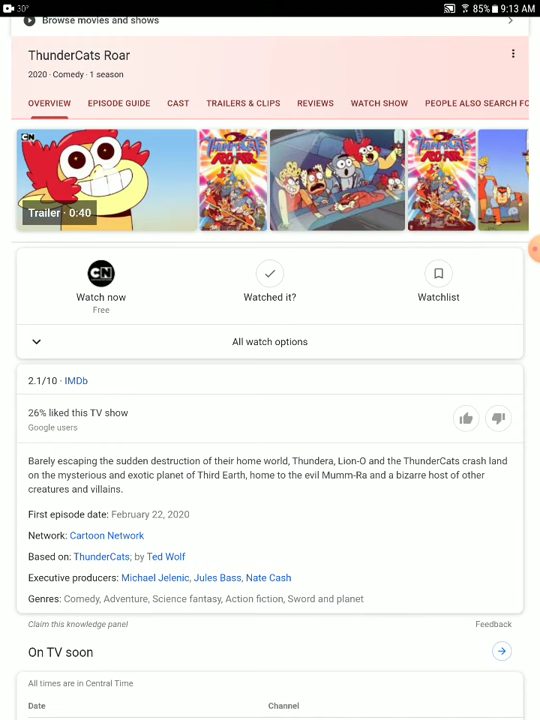 30°
85% 9:13 AM
Browse movies and shows
ThunderCats Roar
2020 · Comedy · 1 season
OVERVIEW EPISODE GUIDE CAST TRAILERS & CLIPS REVIEWS WATCH SHOW PEOPLE ALSO SEARCH FO
CN
THUNDERCATS ROAR
THUNDERCATS ROAR
Trailer · 0:40
CN
Watch now
Free
Watched it?
Watchlist
All watch options
2.1/10 · IMDb
26% liked this TV show
Google users
Barely escaping the sudden destruction of their home world, Thundera, Lion-O and the ThunderCats crash land
on the mysterious and exotic planet of Third Earth, home to the evil Mumm-Ra and a bizarre host of other
creatures and villains.
First episode date: February 22, 2020
Network: Cartoon Network
Based on: ThunderCats; by Ted Wolf
Executive producers: Michael Jelenic, Jules Bass, Nate Cash
Genres: Comedy, Adventure, Science fantasy, Action fiction, Sword and planet
Claim this knowledge panel
Feedback
On TV soon
All times are in Central Time
Date Channel